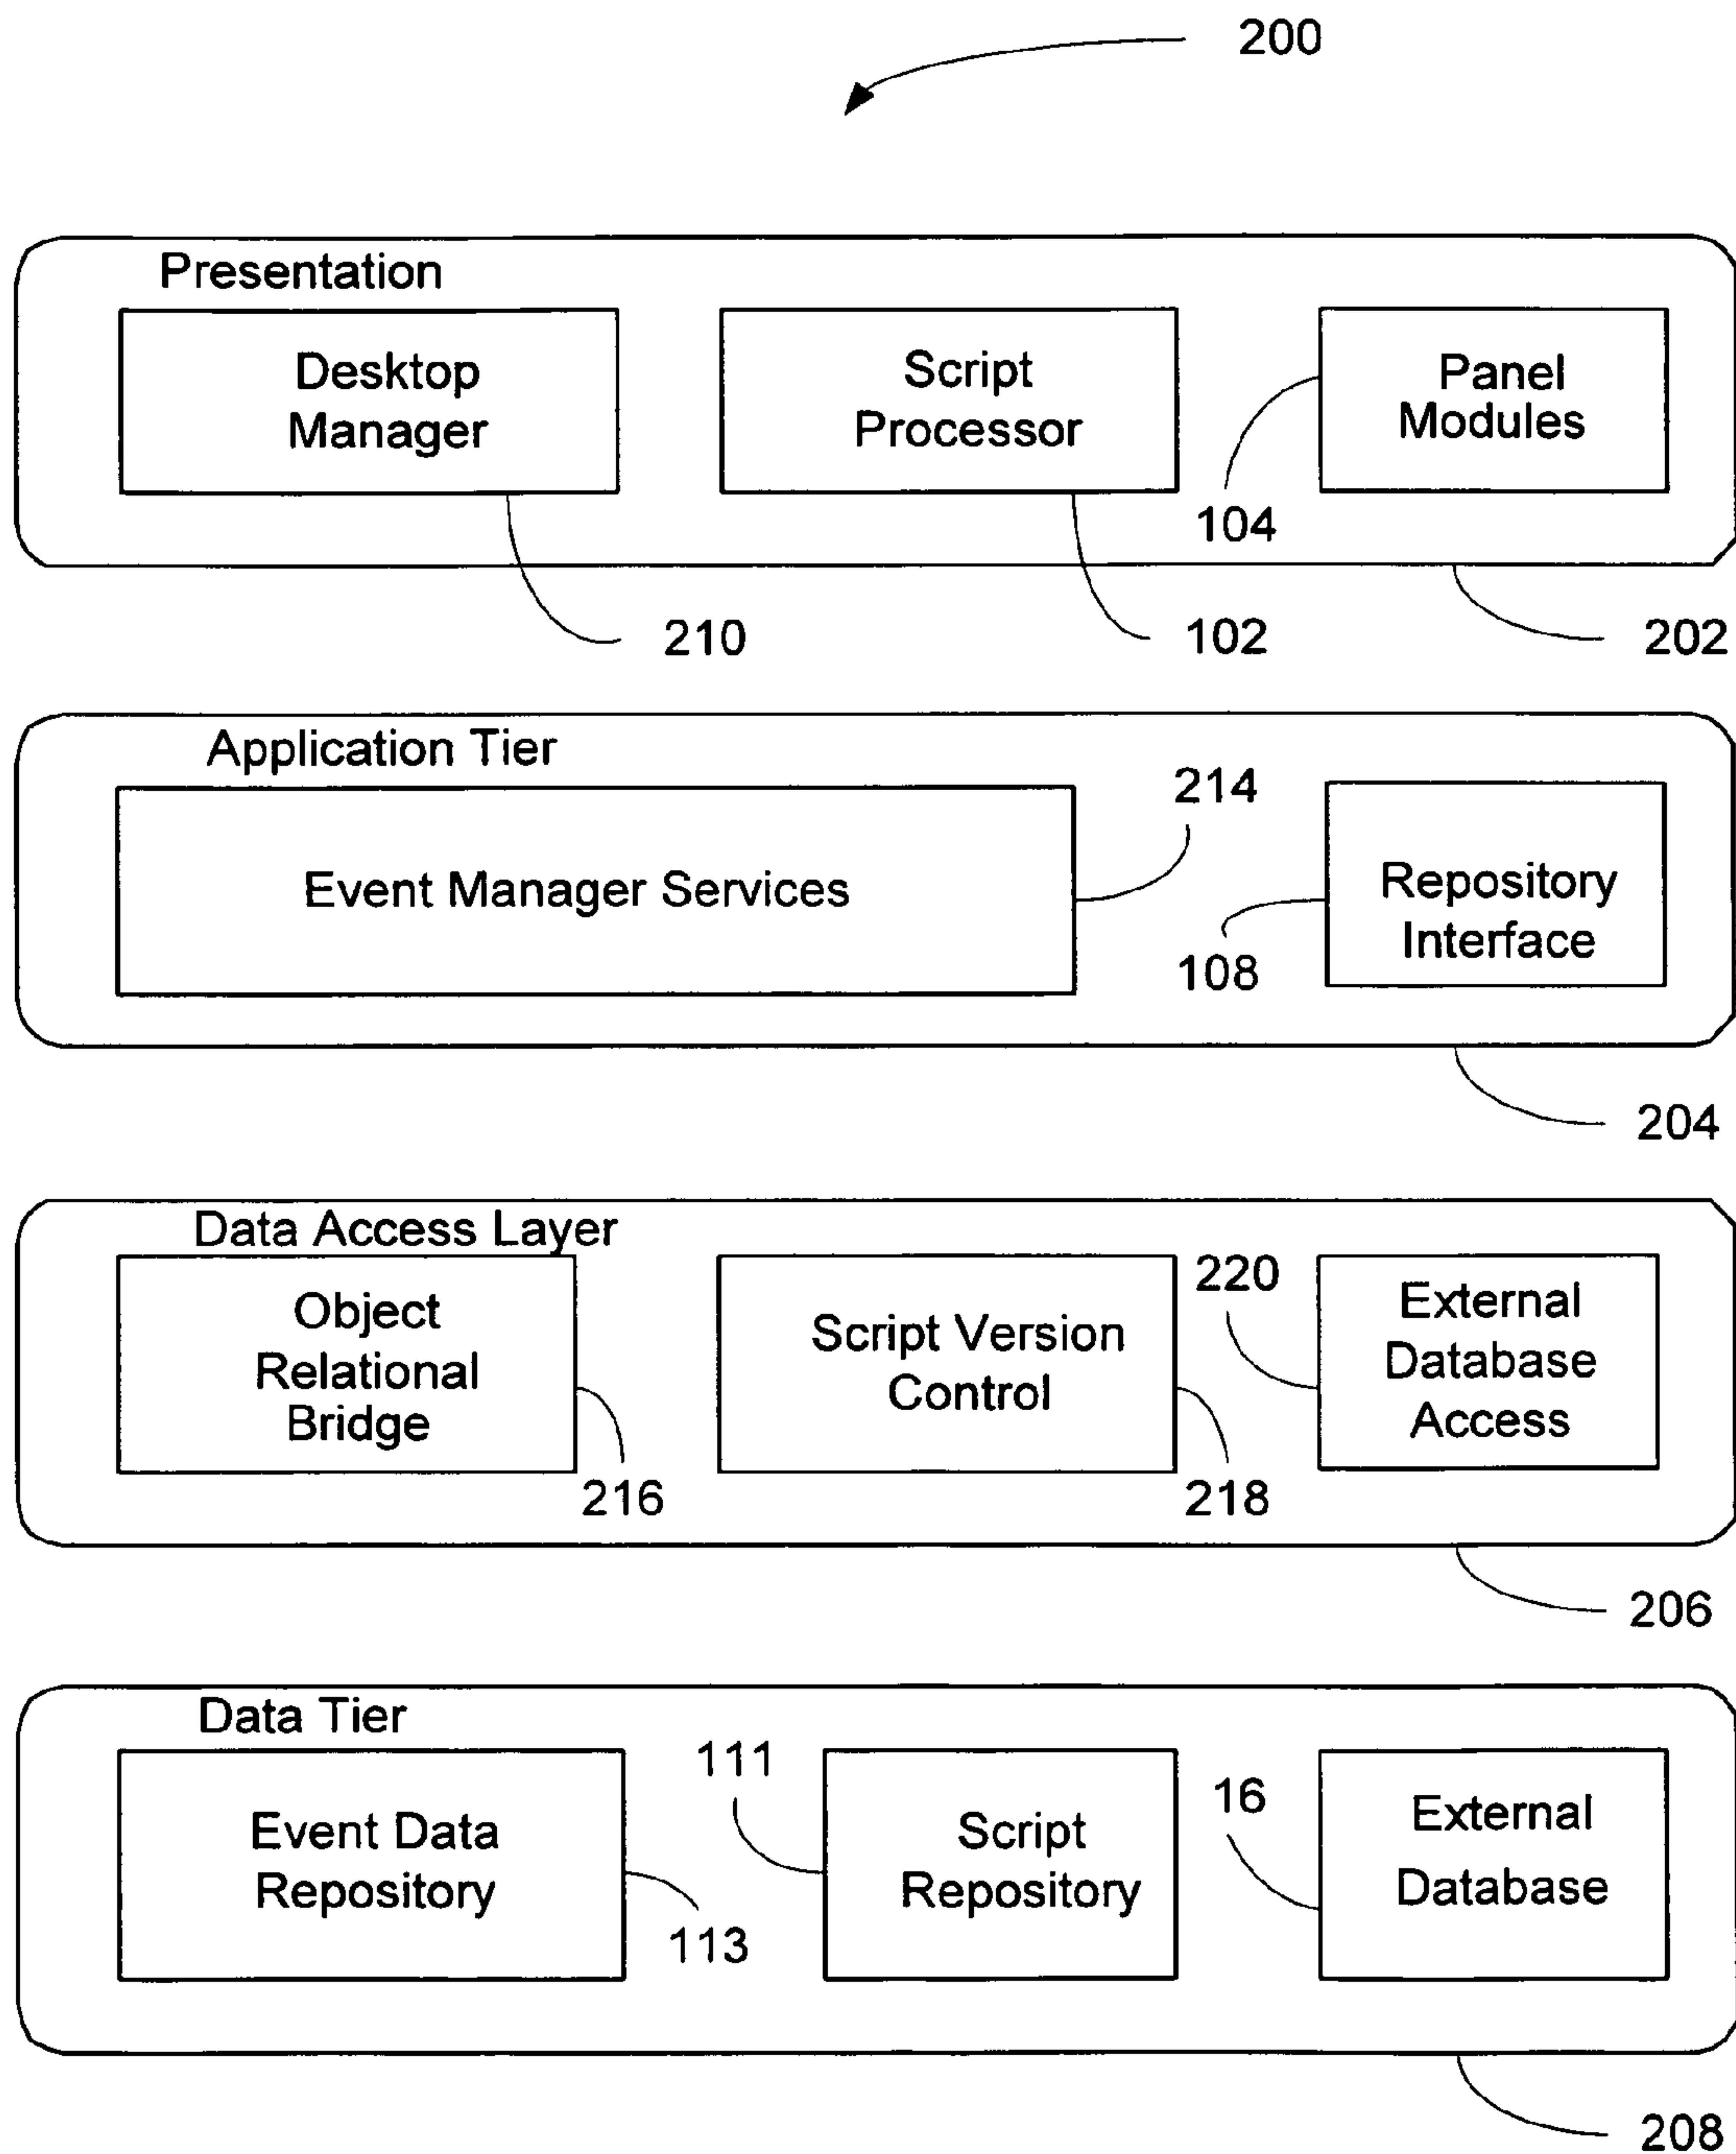 200
Presentation
Desktop
Manager
Script
Processor
Panel
Modules
104
210
102
202
Application Tier
Event Manager Services
214
Repository
Interface
108
204
Data Access Layer
Object
Relational
Bridge
216
Script Version
Control
218
220
External
Database
Access
206
Data Tier
Event Data
Repository
113
111
Script
Repository
16
External
Database
208